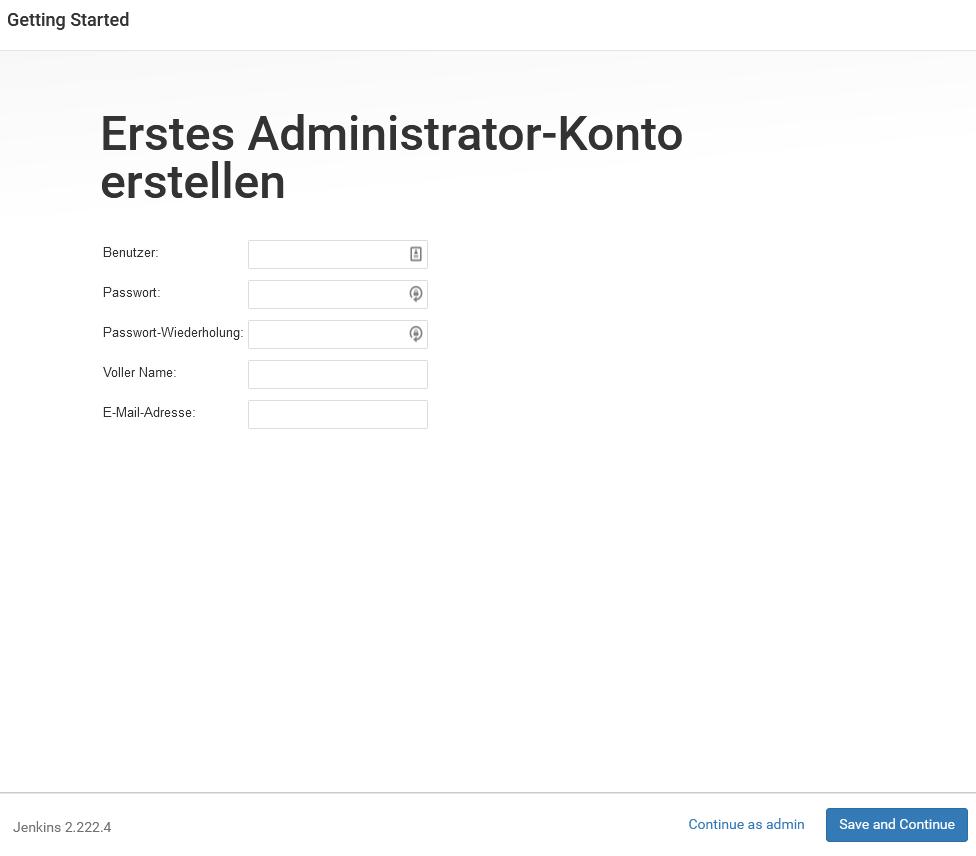 Getting Started
Erstes Administrator-Konto
erstellen
Benutzer:
Passwort:
Passwort-Wiederholung:
Voller Name:
E-Mail-Adresse:
Jenkins 2.222.4
Continue as admin
Save and Continue